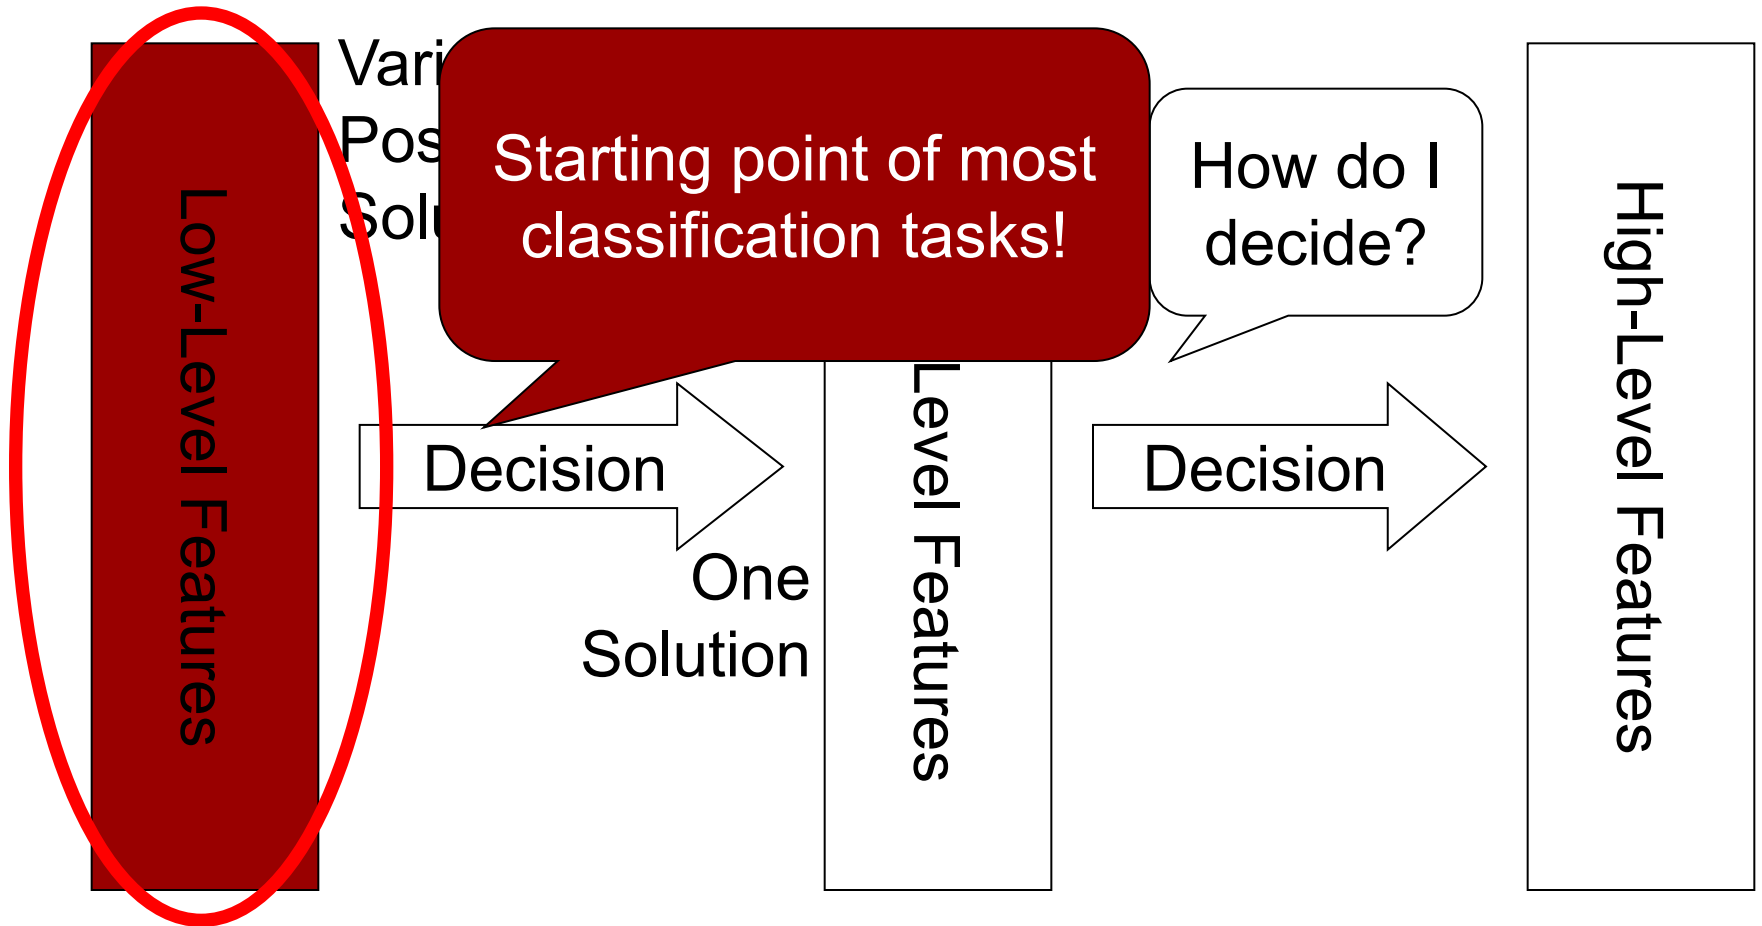 Low-Level Features
Vari
Pos
Solu
Starting point of most
classification tasks!
How do I
decide?
Decision
One
Solution
Level Features
Decision
High-Level Features